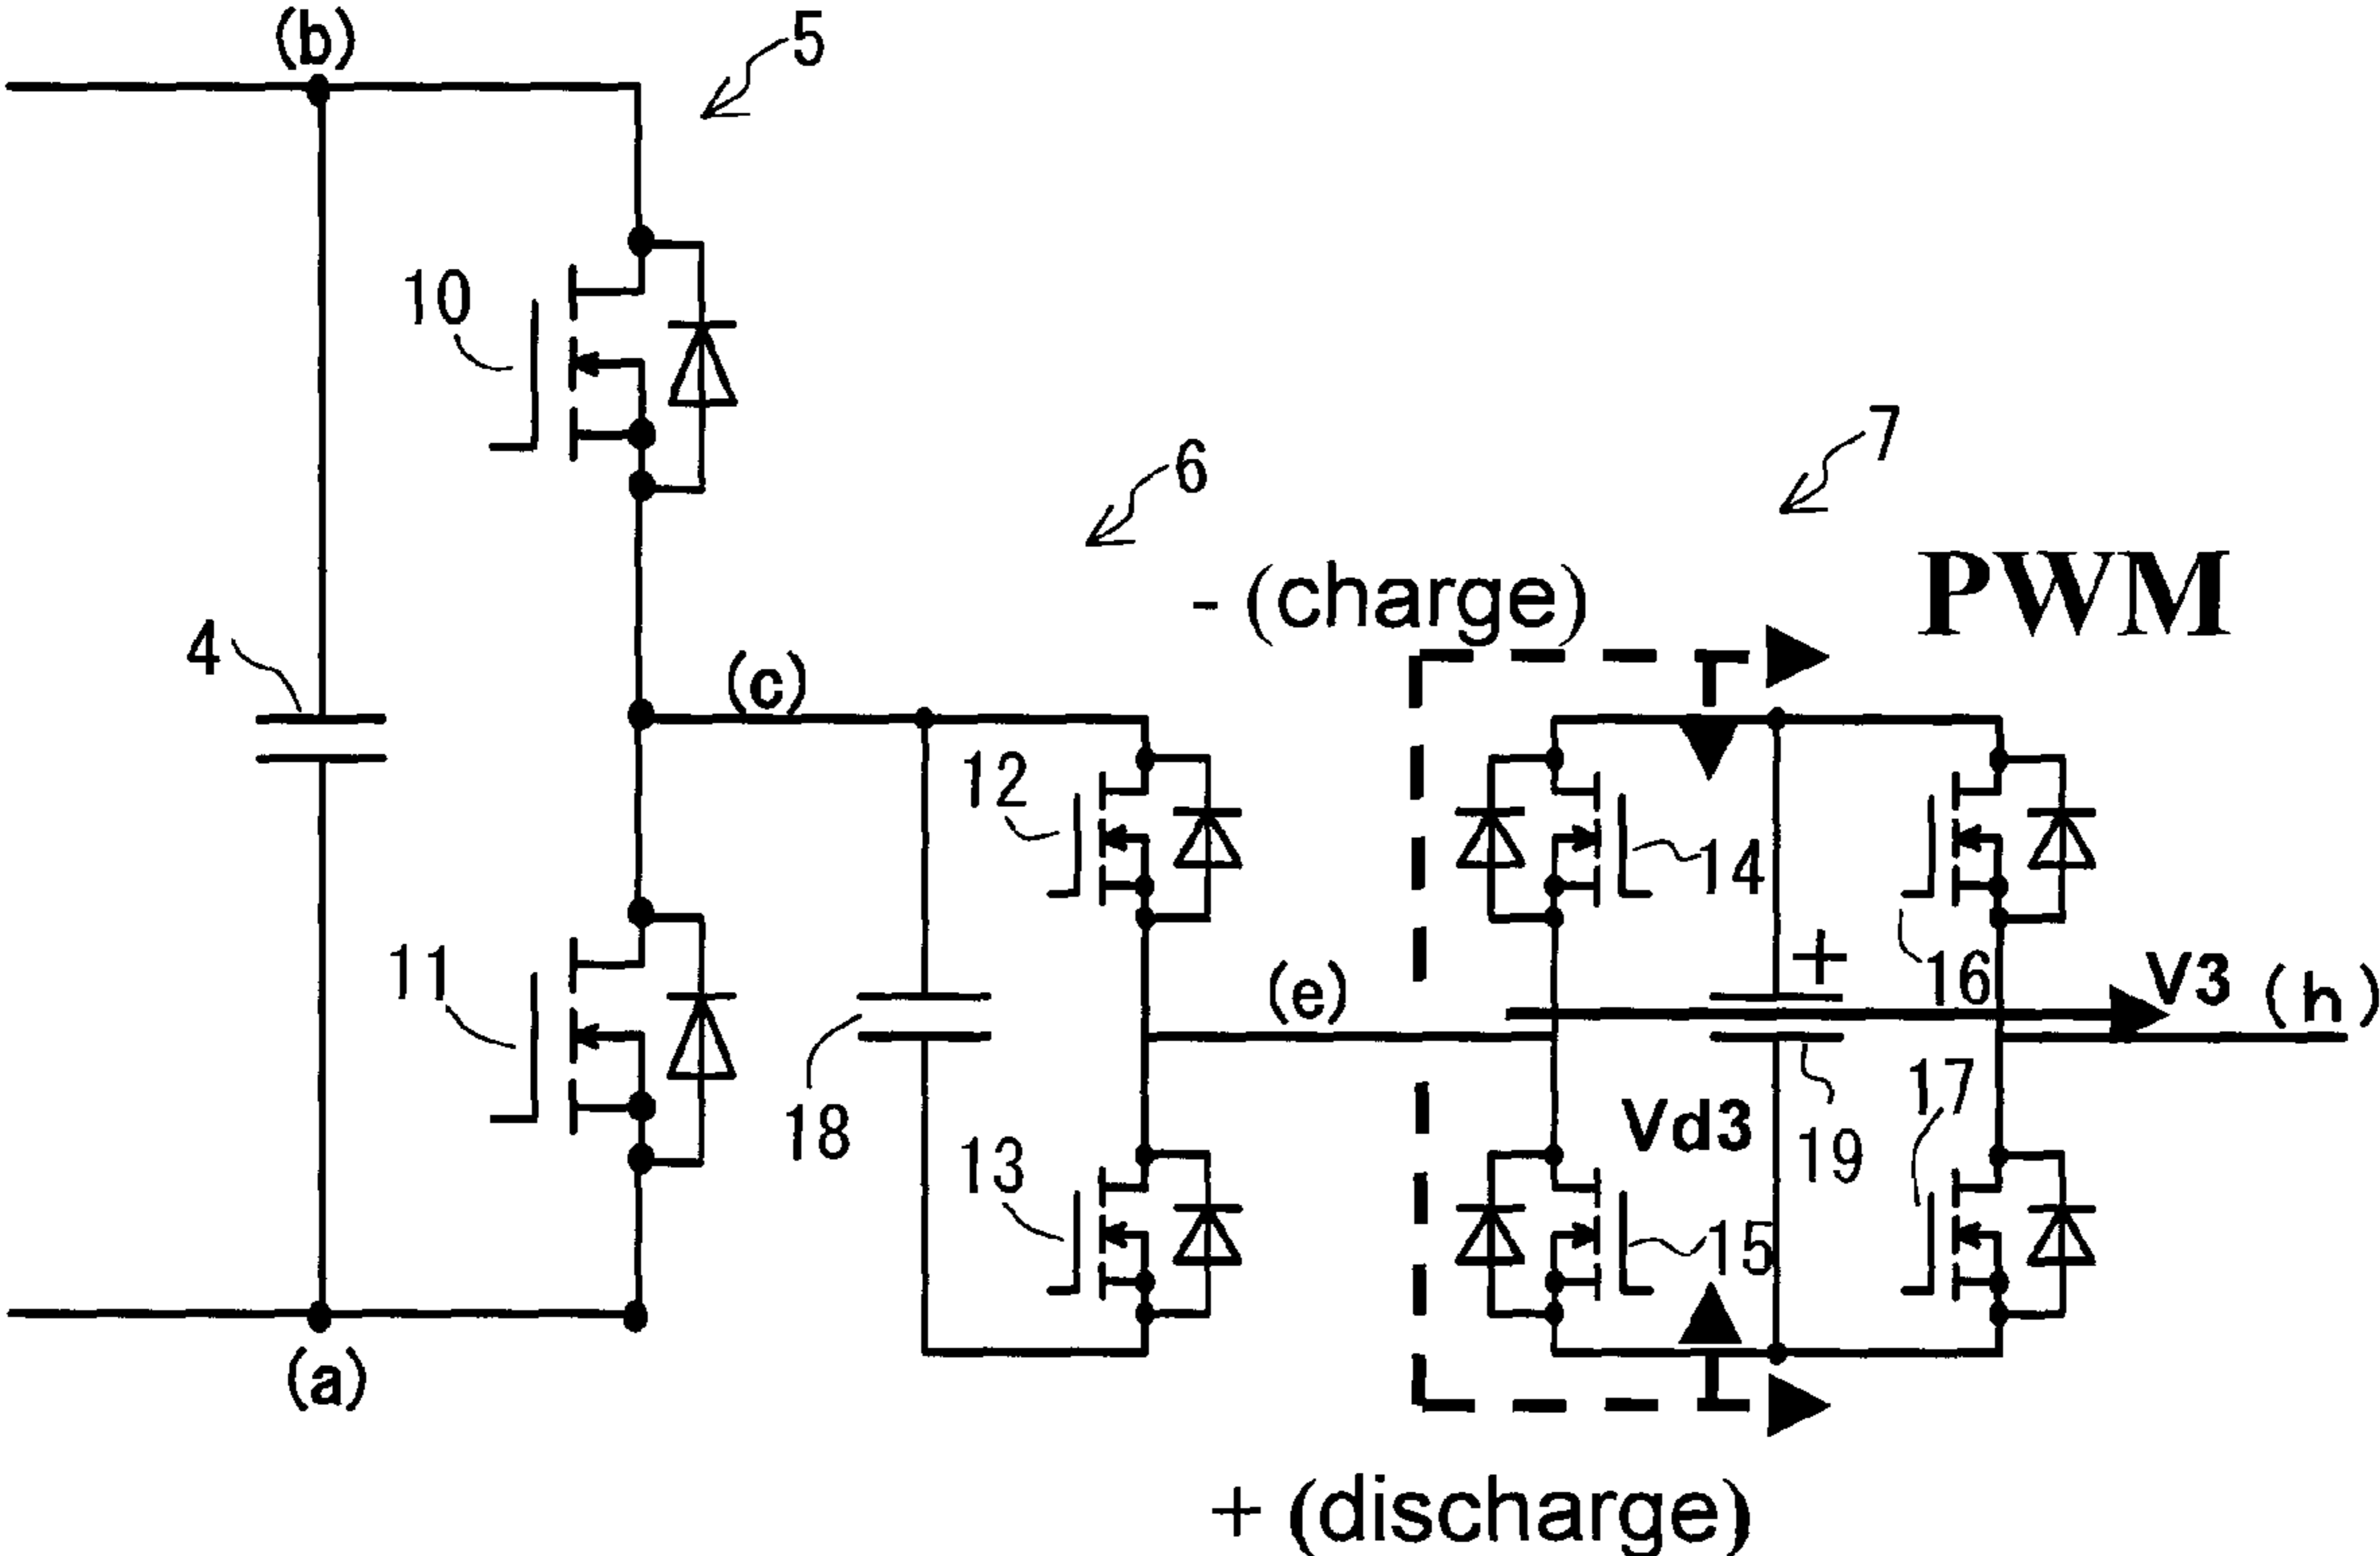 (b)
5
10
7
6
PWM
- (charge)
4
(c)
12
14
11
+
16
V3 (h)
(e)
17
18
Vd3
19
13
15
(a)
+ (discharge)